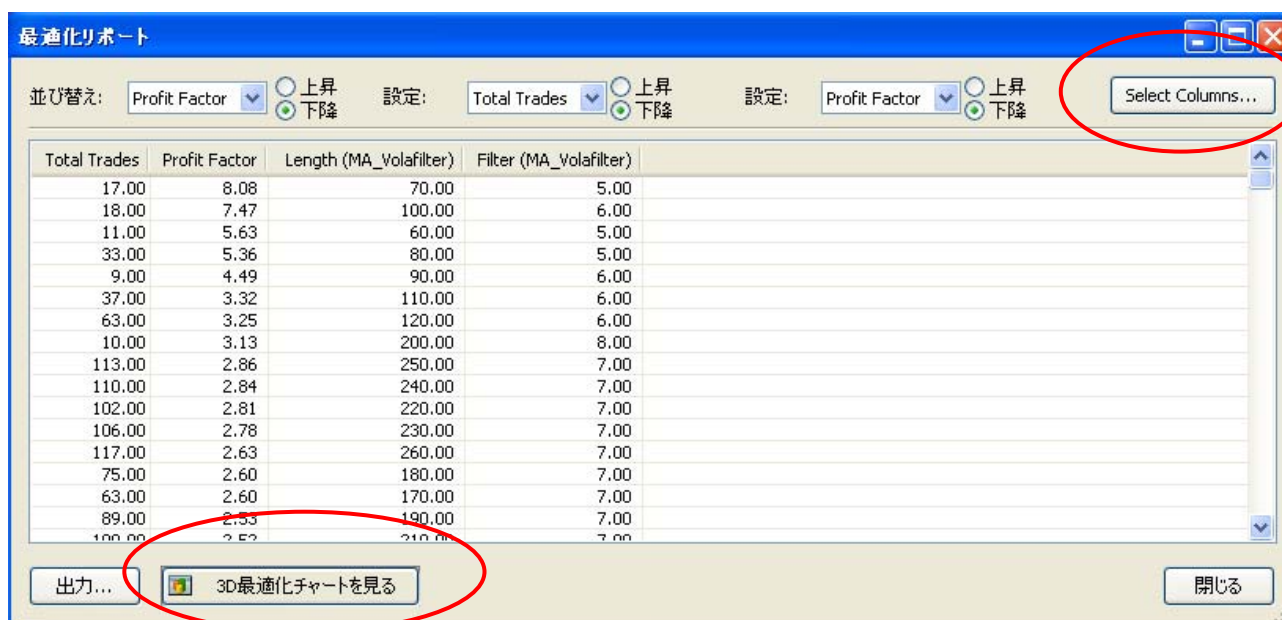 最適化リポート
並び替え: Profit Factor 上昇 下降 設定: Total Trades 上昇 下降 設定: Profit Factor 上昇 下降 Select Columns...
Total Trades Profit Factor Length (MA_Volafilter) Filter (MA_Volafilter)
17.00 8.08 70.00 5.00
18.00 7.47 100.00 6.00
11.00 5.63 60.00 5.00
33.00 5.36 80.00 5.00
9.00 4.49 90.00 6.00
37.00 3.32 110.00 6.00
63.00 3.25 120.00 6.00
10.00 3.13 200.00 8.00
113.00 2.86 250.00 7.00
110.00 2.84 240.00 7.00
102.00 2.81 220.00 7.00
106.00 2.78 230.00 7.00
117.00 2.63 260.00 7.00
75.00 2.60 180.00 7.00
63.00 2.60 170.00 7.00
89.00 2.53 190.00 7.00
出力... 3D最適化チャートを見る 閉じる